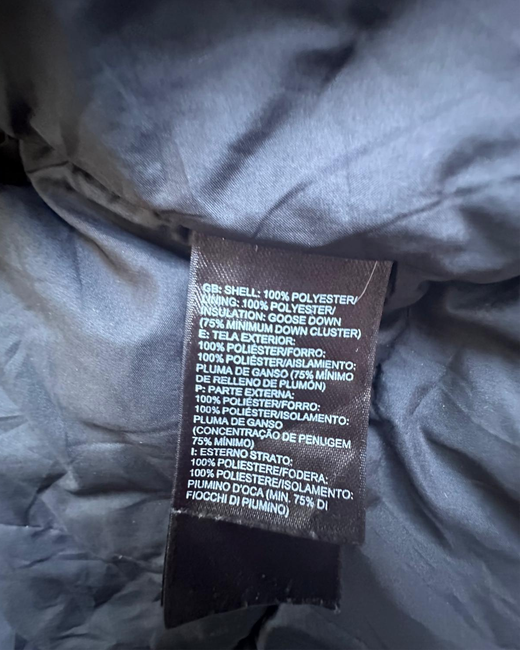 GB: SHELL: 100% POLYESTER/
LINING: 100% POLYESTER/
INSULATION: GOOSE DOWN
(75% MINIMUM DOWN CLUSTER)
E: TELA EXTERIOR:
100% POLIÉSTER/FORRO:
100% POLIÉSTER/AISLAMIENTO:
PLUMA DE GANSO (75% MÍNIMO
DE RELLENO DE PLUMÓN)
P: PARTE EXTERNA:
100% POLIÉSTER/FORRO:
100% POLIÉSTER/ISOLAMENTO:
PLUMA DE GANSO
(CONCENTRAÇÃO DE PENUGEM
75% MÍNIMO)
I: ESTERNO STRATO:
100% POLIESTERE/FODERA:
100% POLIESTERE/ISOLAMENTO:
PIUMINO D'OCA (MIN. 75% DI
FIOCCHI DI PIUMINO)